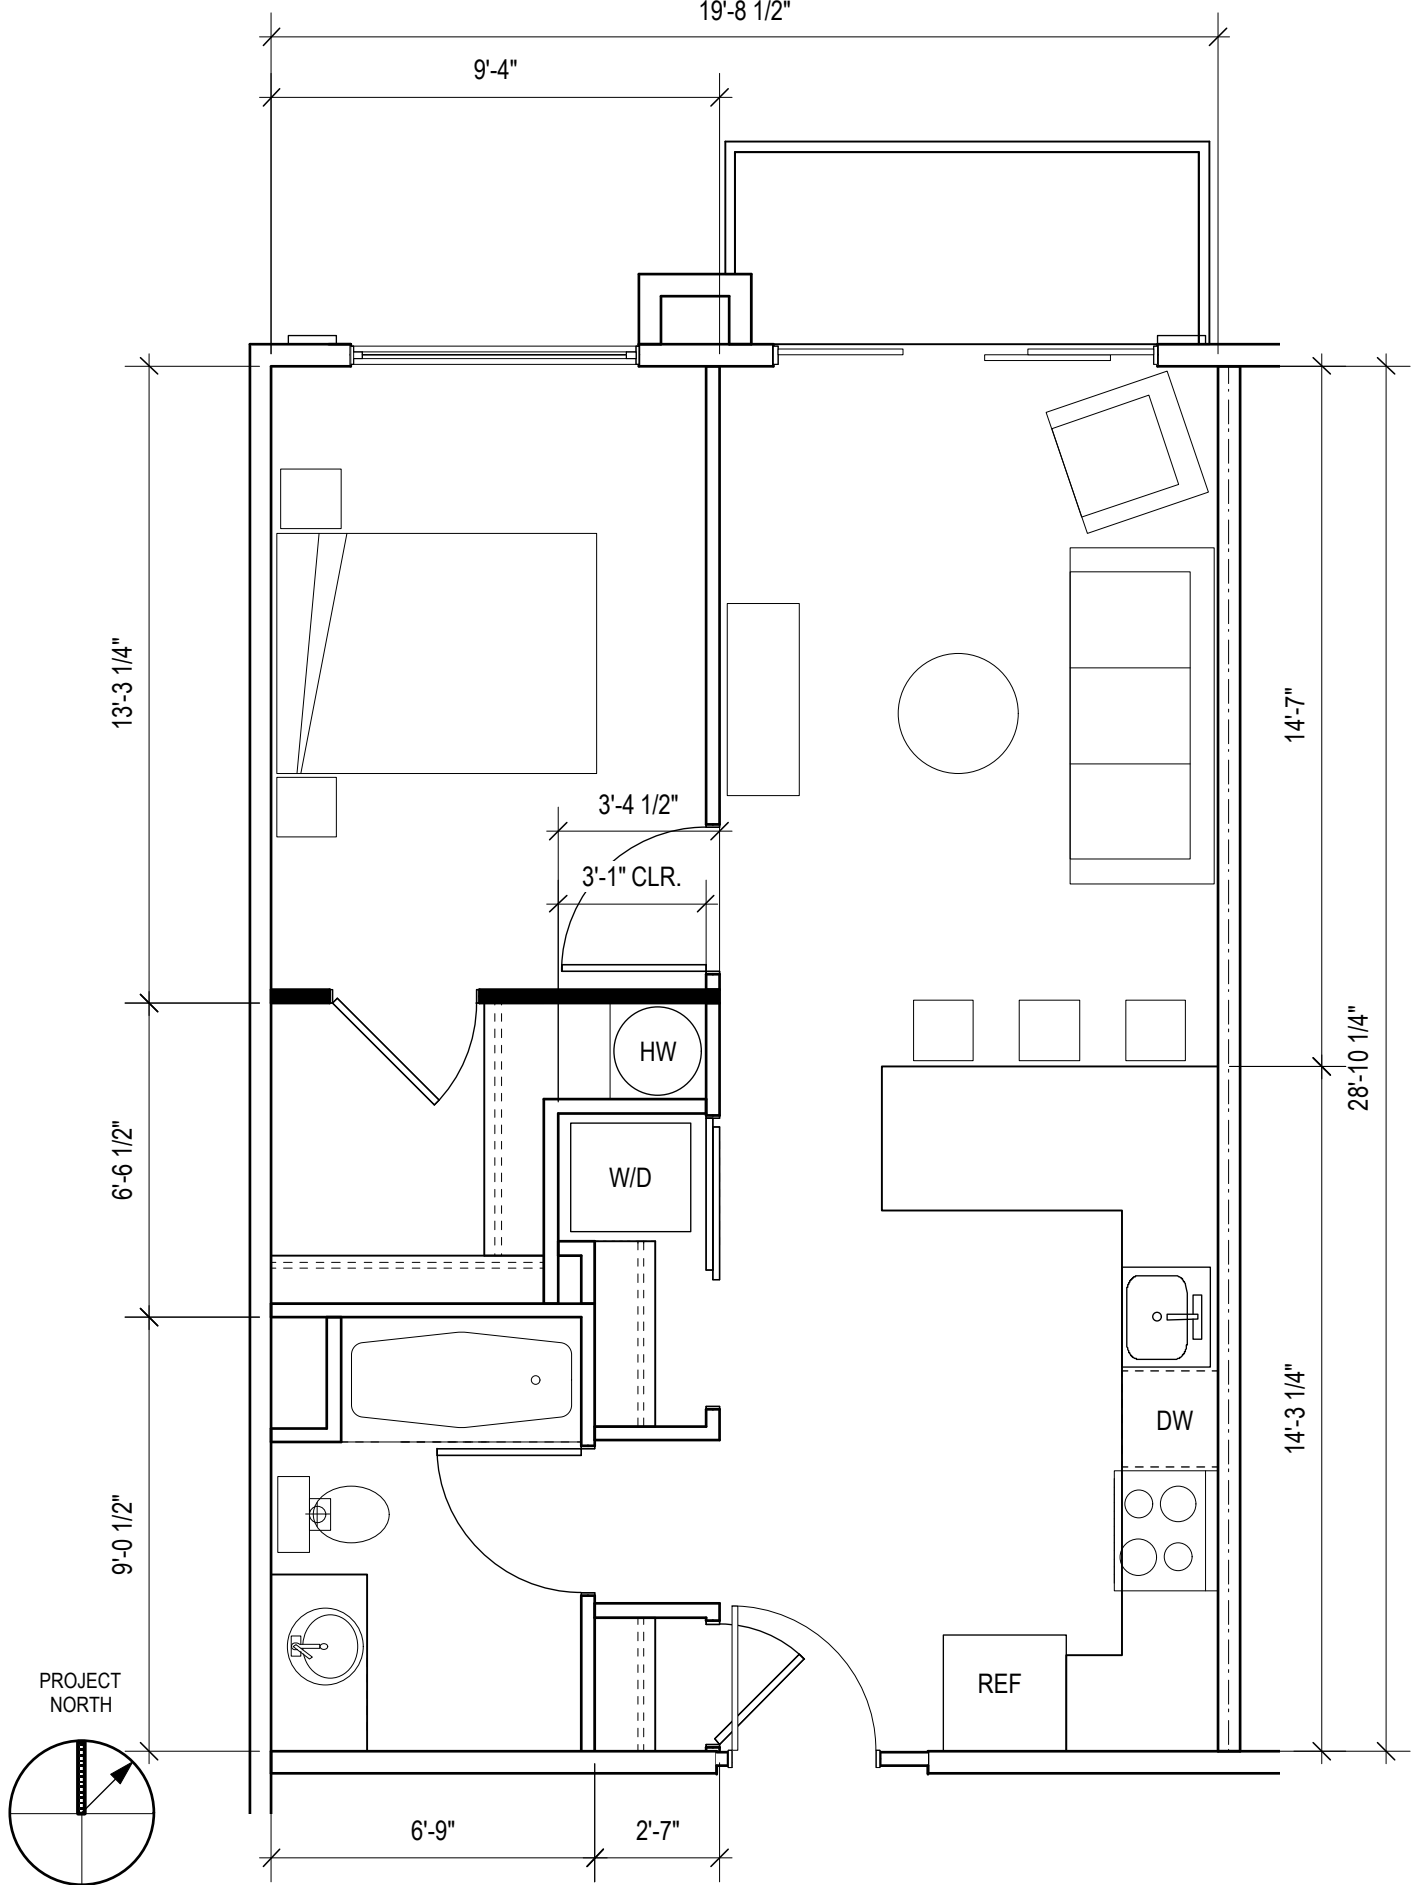 19'-8 1/2"
9'-4"
13'-3 1/4"
3'-4 1/2"
3'-1" CLR.
14'-7"
28'-10 1/4"
HW
W/D
6'-6 1/2"
14'-3 1/4"
DW
9'-0 1/2"
REF
PROJECT
NORTH
6'-9"
2'-7"